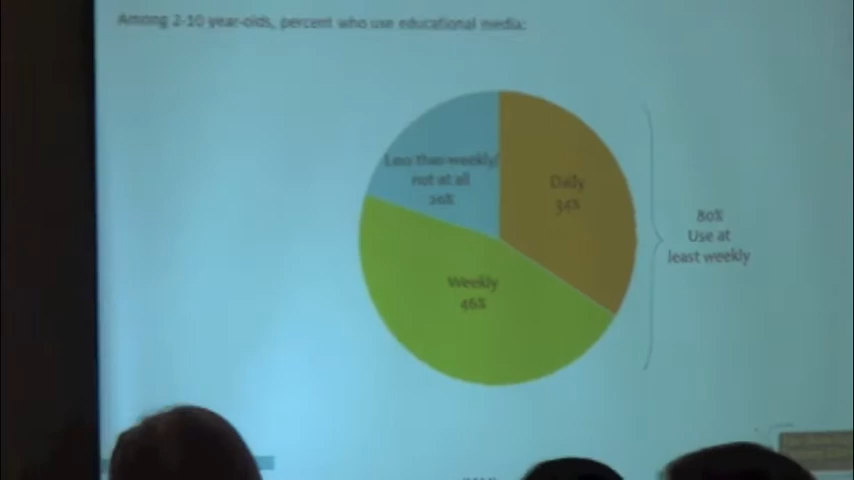 Among 2-10 year-olds, percent who use educational media:
Less than weekly/
not at all
20%
Daily
34%
80%
Use at
least weekly
Weekly
46%